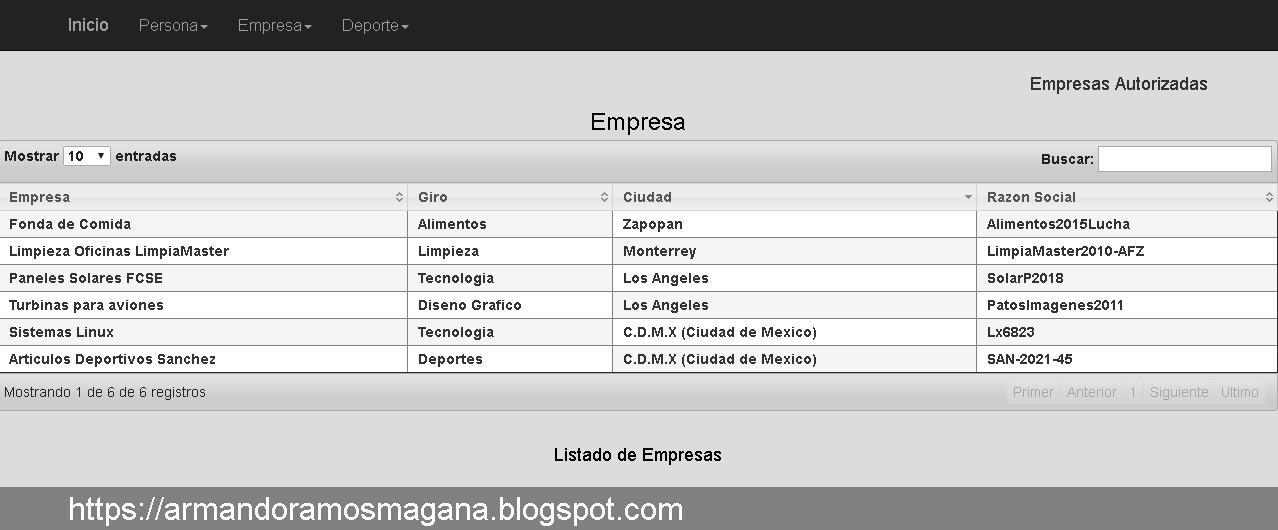 Inicio Persona Empresa Deporte
Empresas Autorizadas
Empresa
Mostrar 10 entradas Buscar:
Empresa Giro Ciudad Razon Social
Fonda de Comida Alimentos Zapopan Alimentos2015Lucha
Limpieza Oficinas LimpiaMaster Limpieza Monterrey LimpiaMaster2010-AFZ
Paneles Solares FCSE Tecnologia Los Angeles SolarP2018
Turbinas para aviones Diseno Grafico Los Angeles PatosImagenes2011
Sistemas Linux Tecnologia C.D.M.X (Ciudad de Mexico) Lx6823
Articulos Deportivos Sanchez Deportes C.D.M.X (Ciudad de Mexico) SAN-2021-45
Mostrando 1 de 6 de 6 registros Primer Anterior 1 Siguiente Ultimo
Listado de Empresas
https://armandoramosmagana.blogspot.com